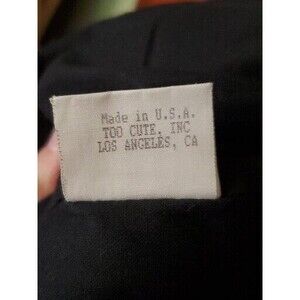 Made in U.S.A.
TOO CUTE. INC
LOS ANGELES, CA